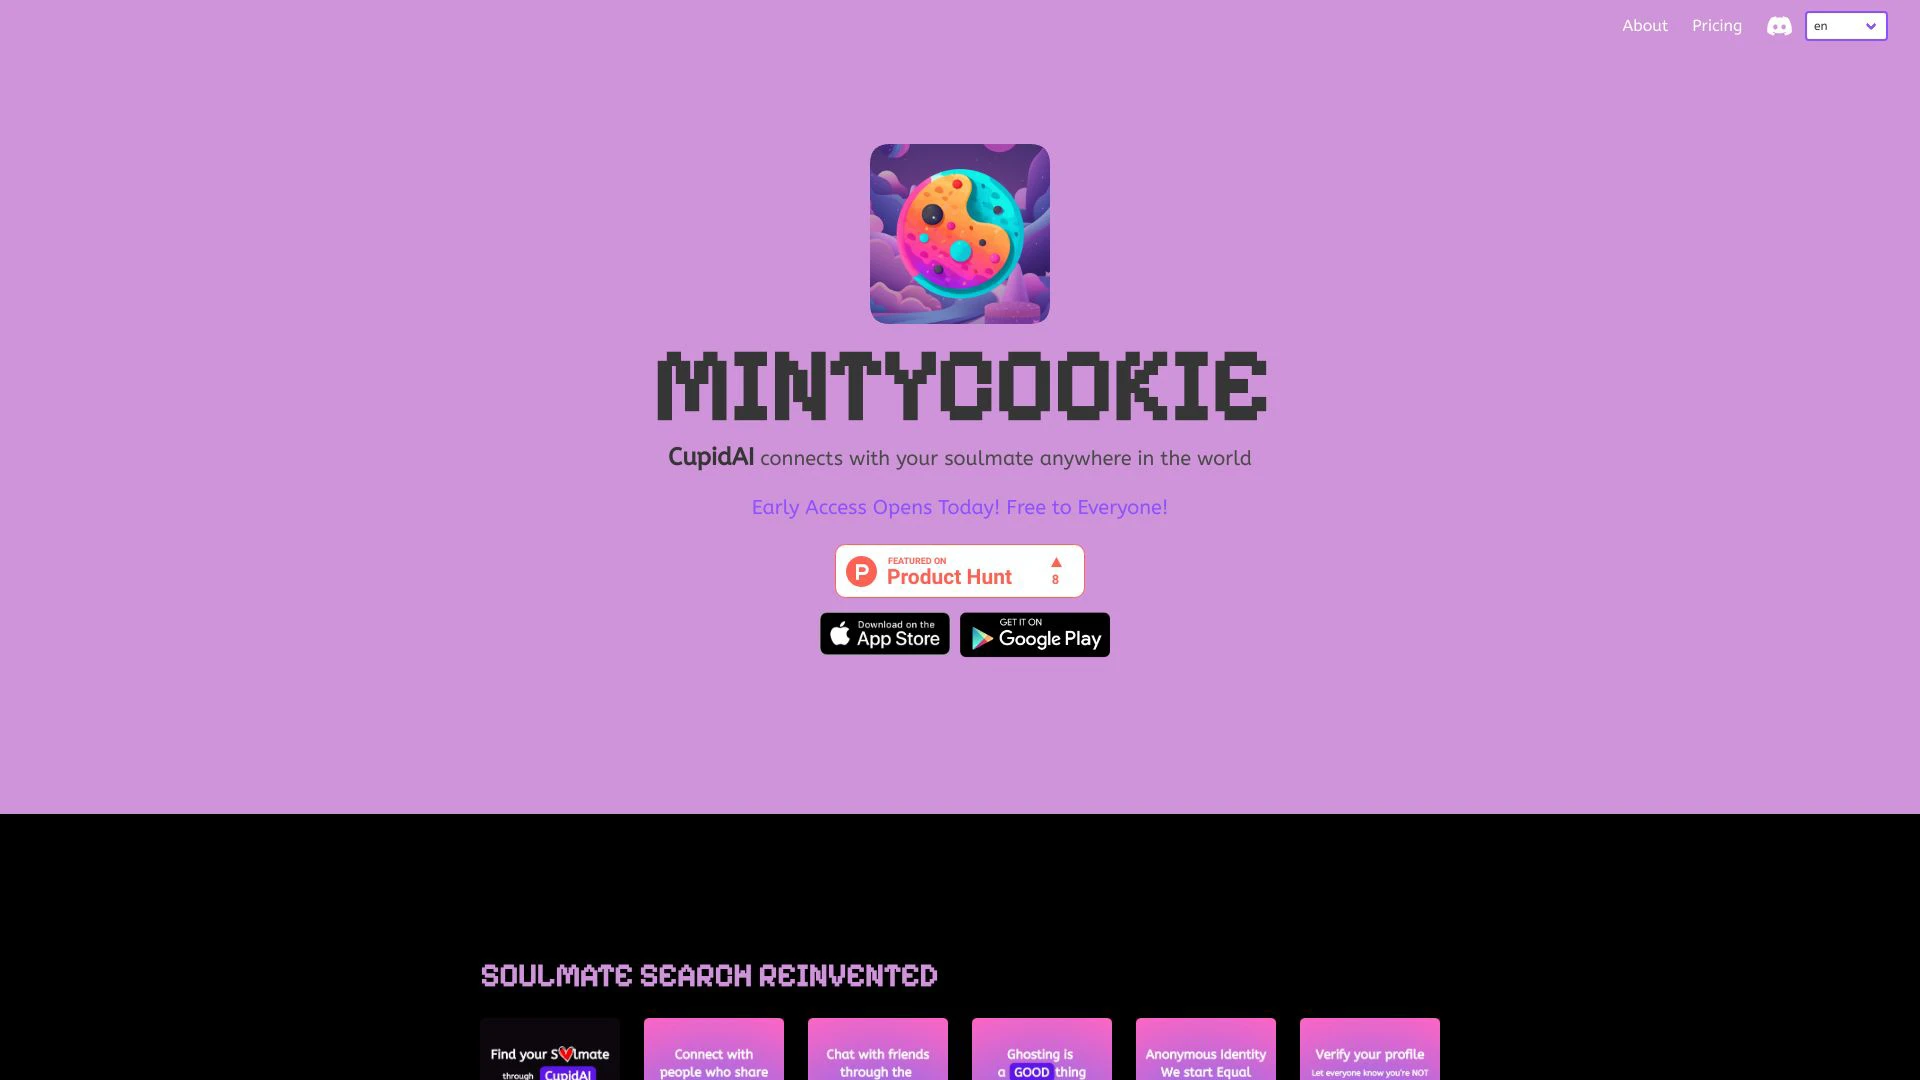 About Pricing en
MINTYCOOKIE
CupidAI connects with your soulmate anywhere in the world
Early Access Opens Today! Free to Everyone!
FEATURED ON
Product Hunt
8
Download on the
App Store
GET IT ON
Google Play
SOULMATE SEARCH REINVENTED
Find your S❤lmate
through CupidAI
Connect with
people who share
Chat with friends
through the
Ghosting is
a GOOD thing
Anonymous Identity
We start Equal
Verify your profile
Let everyone know you're NOT